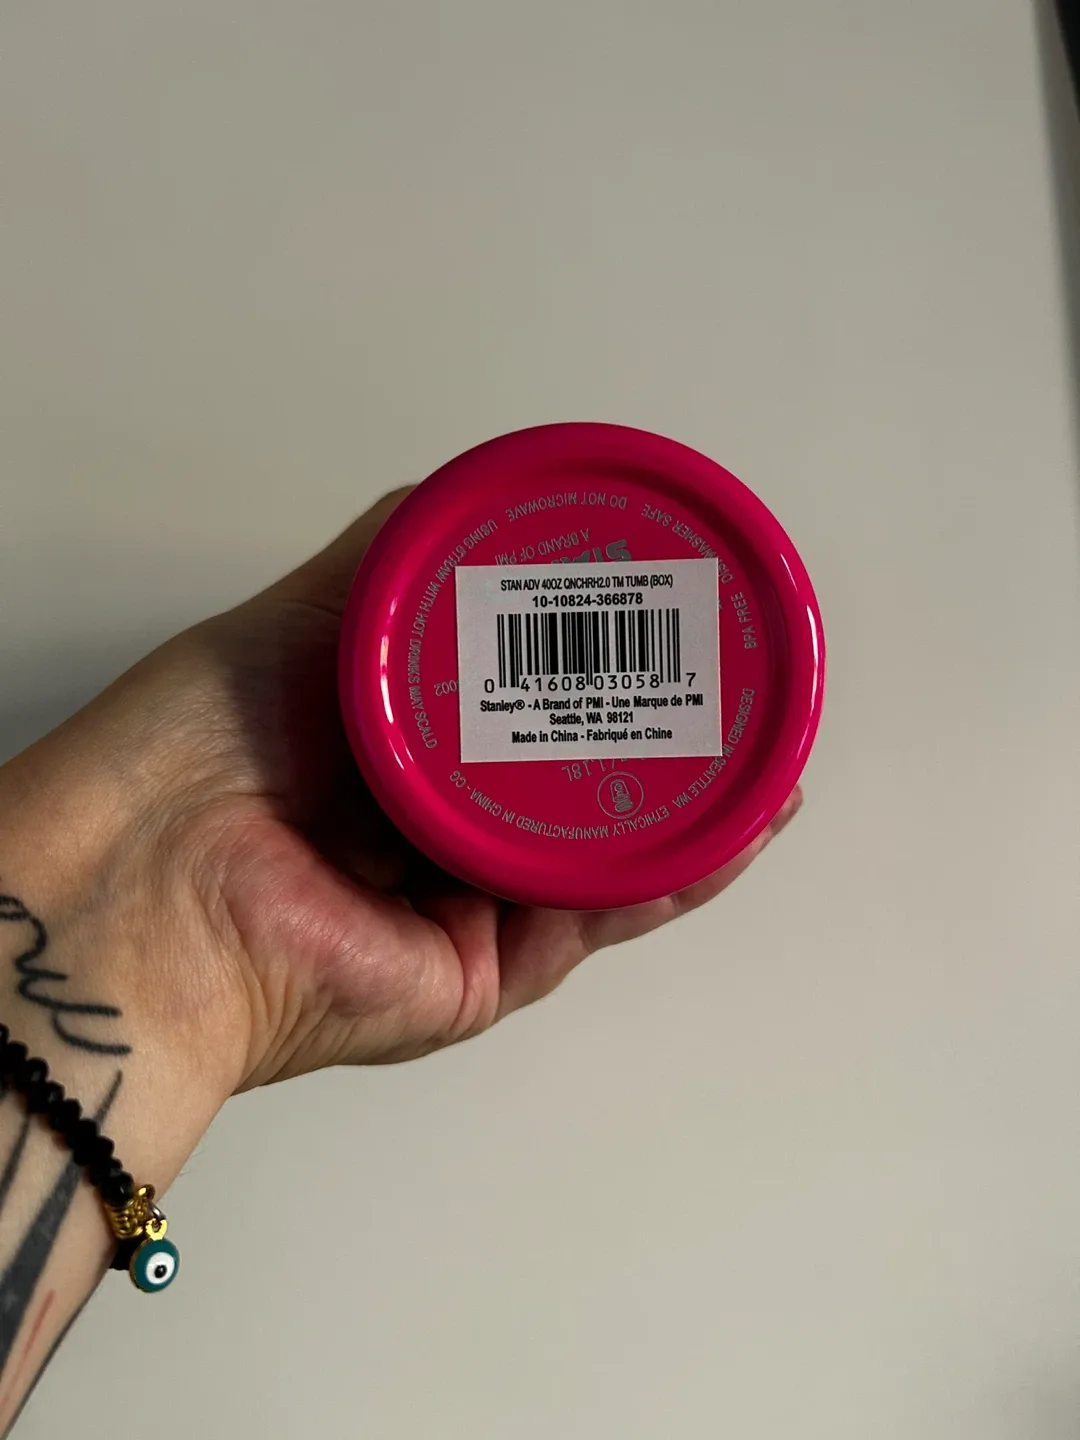 STAN ADV 40OZ QNCHRH2.0 TM TUMB (BOX)
10-10824-366878
0 41608 03058 7
Stanley® - A Brand of PMI - Une Marque de PMI
Seattle, WA 98121
Made in China - Fabriqué en Chine
A BRAND OF PMI
DO NOT MICROWAVE
USING STRAW WITH HOT DRINKS MAY SCALD
MANUFACTURED IN CHINA - CG
ETHICALLY
DESIGNED IN SEATTLE WA
BPA FREE
DISHWASHER SAFE
1.18L